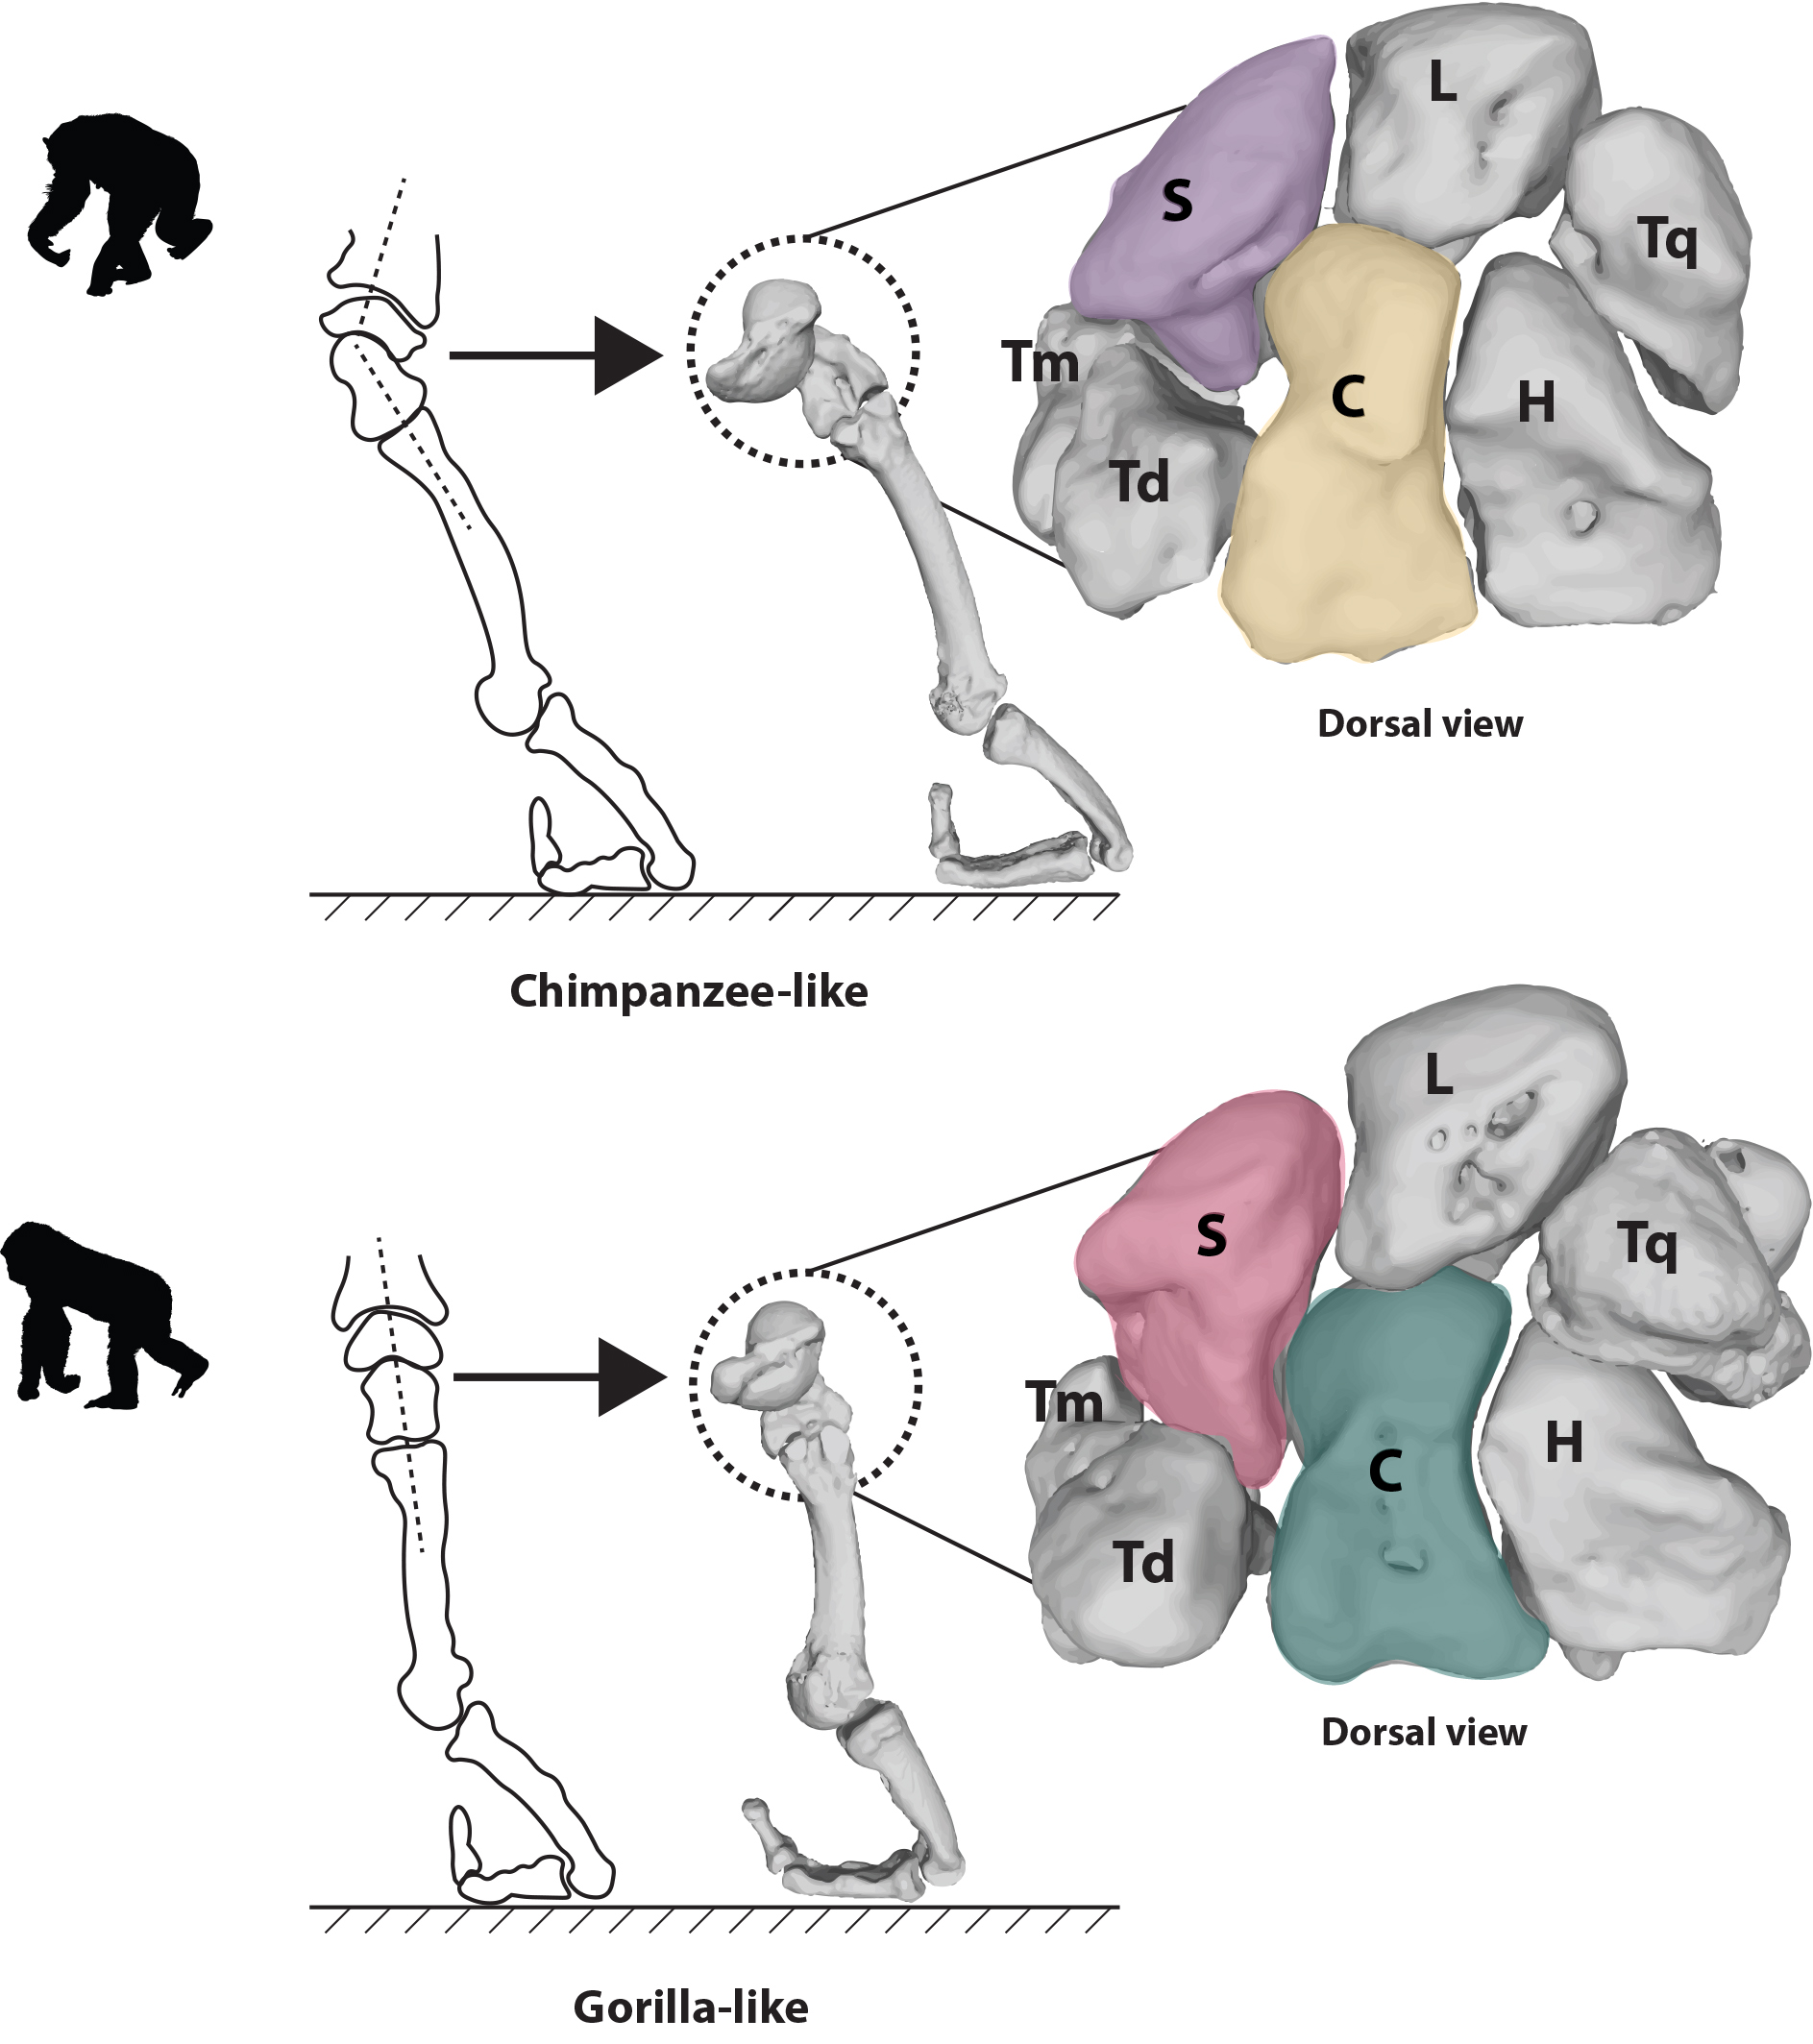 L
S
Tq
Tm
C
H
Td
Dorsal view
Chimpanzee-like
L
S
Tq
Tm
H
C
Td
Dorsal view
Gorilla-like